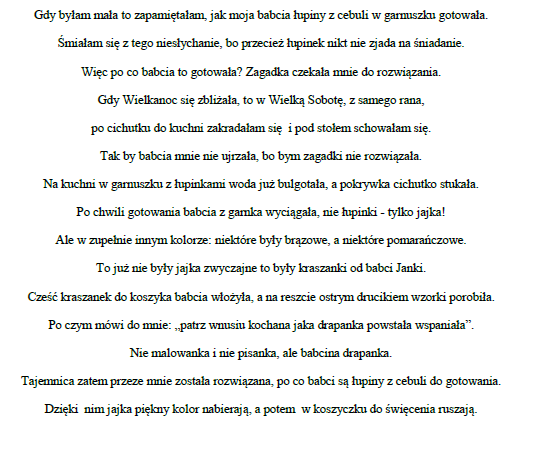 Gdy byłam mała to zapamiętałam, jak moja babcia łupiny z cebuli w garnuszku gotowała.
Śmiałam się z tego niesłychanie, bo przecież łupinek nikt nie zjada na śniadanie.
Więc po co babcia to gotowała? Zagadka czekała mnie do rozwiązania.
Gdy Wielkanoc się zbliżała, to w Wielką Sobotę, z samego rana,
po cichutku do kuchni zakradałam się i pod stołem schowałam się.
Tak by babcia mnie nie ujrzała, bo bym zagadki nie rozwiązała.
Na kuchni w garnuszku z łupinkami woda już bulgotała, a pokrywka cichutko stukała.
Po chwili gotowania babcia z garnka wyciągała, nie łupinki - tylko jajka!
Ale w zupełnie innym kolorze: niektóre były brązowe, a niektóre pomarańczowe.
To już nie były jajka zwyczajne to były kraszanki od babci Janki.
Cześć kraszanek do koszyka babcia włożyła, a na reszcie ostrym drucikiem wzorki porobiła.
Po czym mówi do mnie: „patrz wnusiu kochana jaka drapanka powstała wspaniała”.
Nie malowanka i nie pisanka, ale babcina drapanka.
Tajemnica zatem przeze mnie została rozwiązana, po co babci są łupiny z cebuli do gotowania.
Dzięki nim jajka piękny kolor nabierają, a potem w koszyczku do święcenia ruszają.